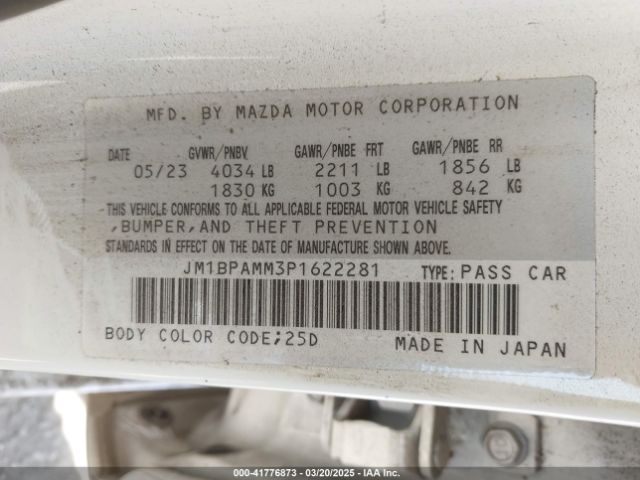 MFD. BY MAZDA MOTOR CORPORATION
DATE GVWR/PNBV GAWR/PNBE FRT GAWR/PNBE RR
05/23 4034 LB 2211 LB 1856 LB
1830 KG 1003 KG 842 KG
THIS VEHICLE CONFORMS TO ALL APPLICABLE FEDERAL MOTOR VEHICLE SAFETY
,BUMPER,AND THEFT PREVENTION
STANDARDS IN EFFECT ON THE DATE OF MANUFACTURE SHOWN ABOVE.
JM1BPAMM3P1622281 TYPE: PASS CAR
BODY COLOR CODE;25D MADE IN JAPAN
000-41776873 — 03/20/2025 — IAA Inc.